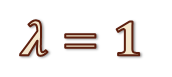 λ = 1